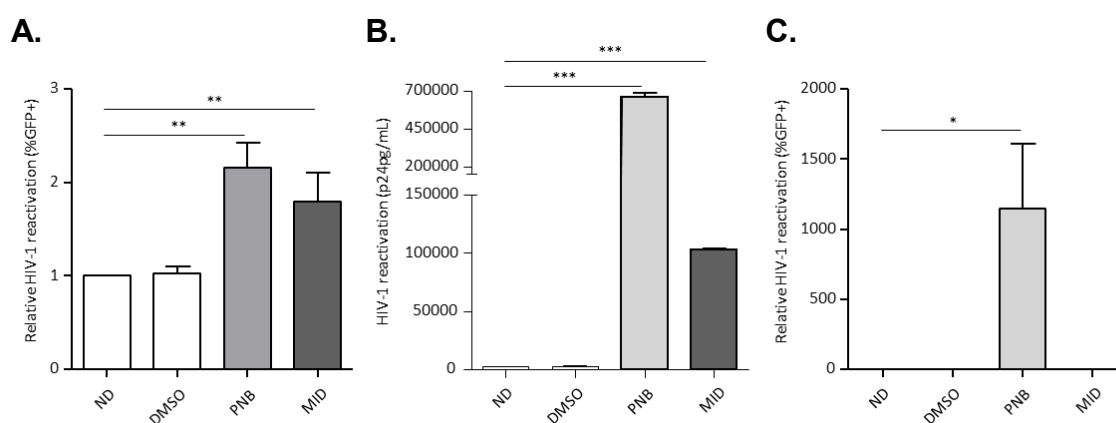 A.
Relative HIV-1 reactivation (%GFP+)
3
2
1
0
**
**
ND
DMSO
PNB
MID
B.
HIV-1 reactivation (p24pg/mL)
700000
450000
200000
150000
100000
50000
0
***
***
ND
DMSO
PNB
MID
C.
Relative HIV-1 reactivation (%GFP+)
2000
1500
1000
500
0
*
ND
DMSO
PNB
MID